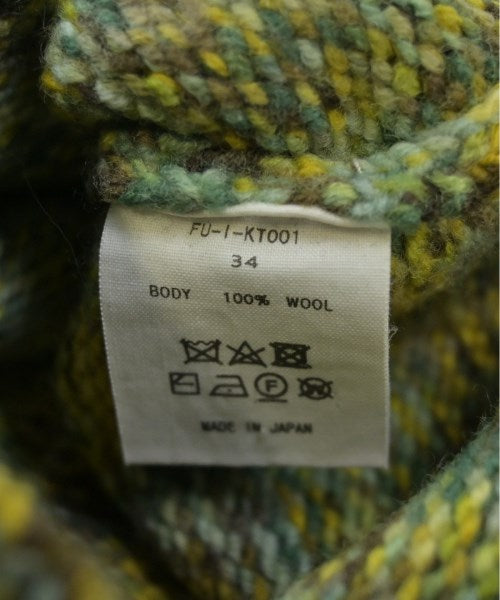 FU-I-KT001
34
BODY 100% WOOL
F W
MADE IN JAPAN